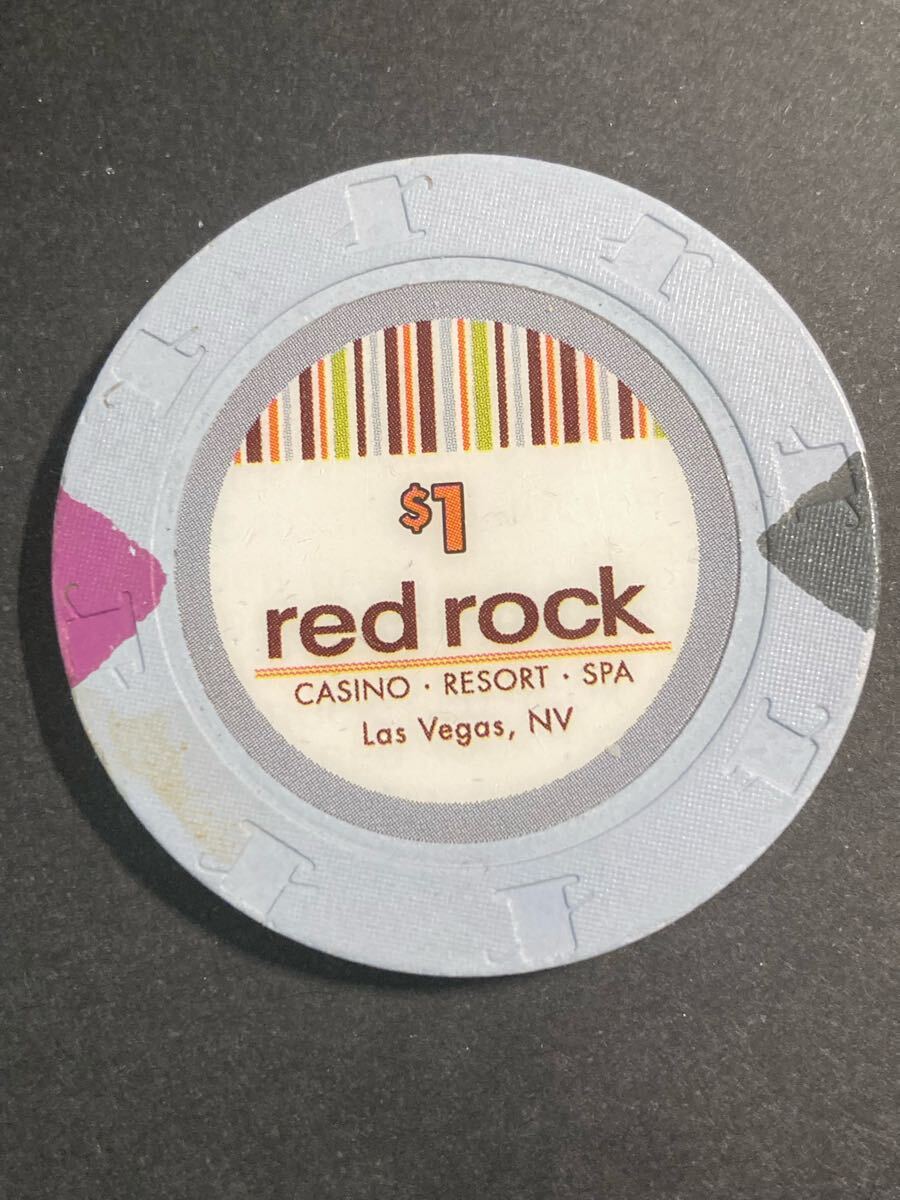 $1
red rock
CASINO · RESORT · SPA
Las Vegas, NV